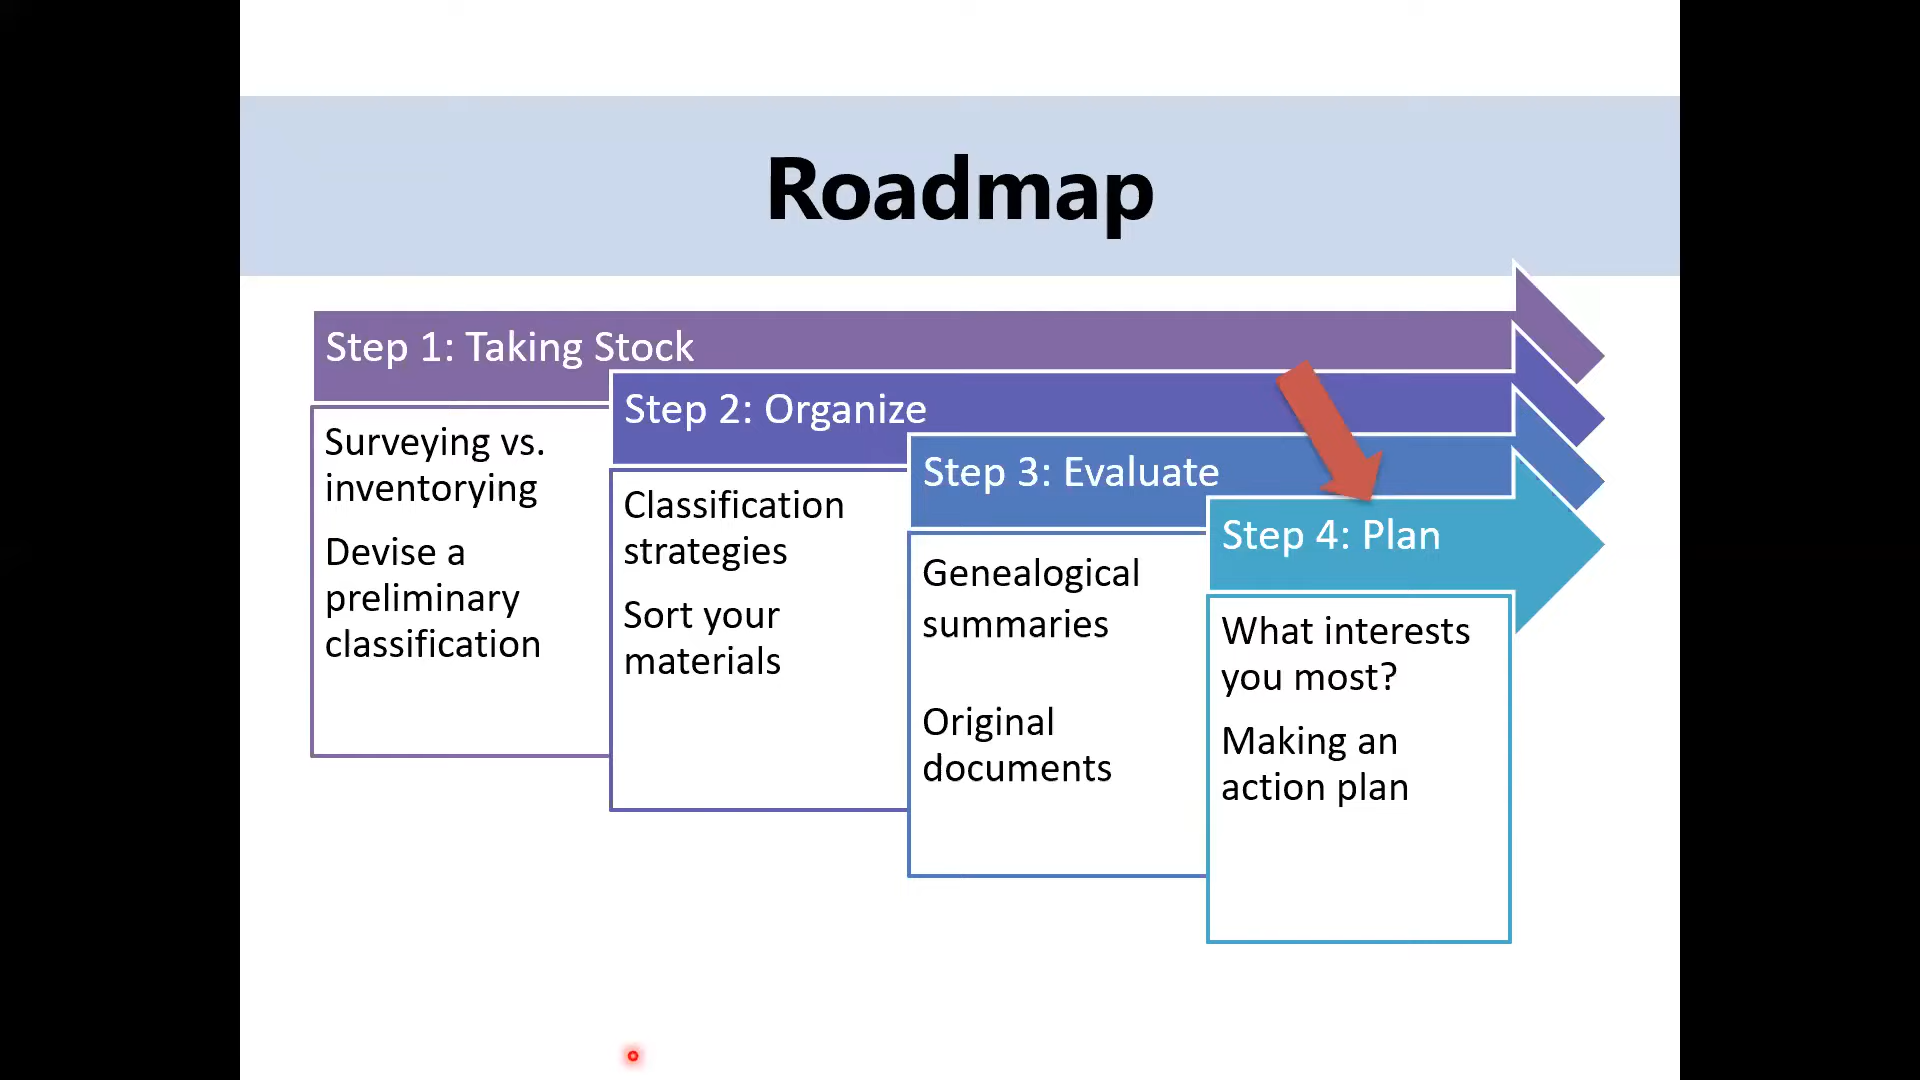 Roadmap
Step 1: Taking Stock
Surveying vs.
inventorying
Devise a
preliminary
classification
Step 2: Organize
Classification
strategies
Sort your
materials
Step 3: Evaluate
Genealogical
summaries
Original
documents
Step 4: Plan
What interests
you most?
Making an
action plan